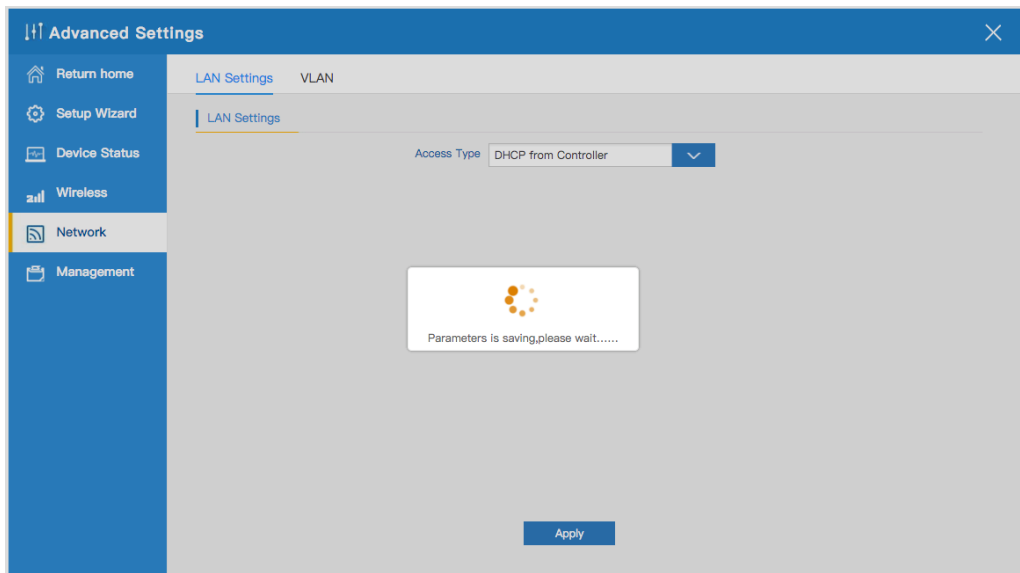 Advanced Settings
Return home
Setup Wizard
Device Status
Wireless
Network
Management
LAN Settings VLAN
LAN Settings
Access Type DHCP from Controller
Parameters is saving,please wait......
Apply